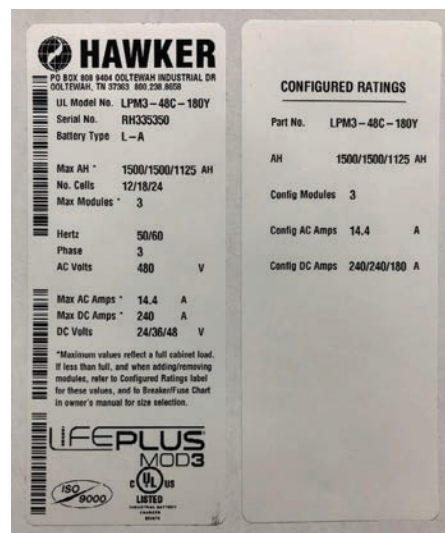 HAWKER
PO BOX 808 9404 OOLTEWAH INDUSTRIAL DR
OOLTEWAH, TN 37363 800.238.8658
UL Model No. LPM3-48C-180Y
Serial No. RH335350
Battery Type L-A
Max AH * 1500/1500/1125 AH
No. Cells 12/18/24
Max Modules * 3
Hertz 50/60
Phase 3
AC Volts 480 V
Max AC Amps * 14.4 A
Max DC Amps * 240 A
DC Volts 24/36/48 V
*Maximum values reflect a full cabinet load.
If less than full, and when adding/removing
modules, refer to Configured Ratings label
for these values, and to Breaker/Fuse Chart
in owner's manual for size selection.
LIFEPLUS
MOD3
ISO
9000
C UL US
LISTED
INDUSTRIAL BATTERY
CHARGER
CONFIGURED RATINGS
Part No. LPM3-48C-180Y
AH 1500/1500/1125 AH
Config Modules 3
Config AC Amps 14.4 A
Config DC Amps 240/240/180 A